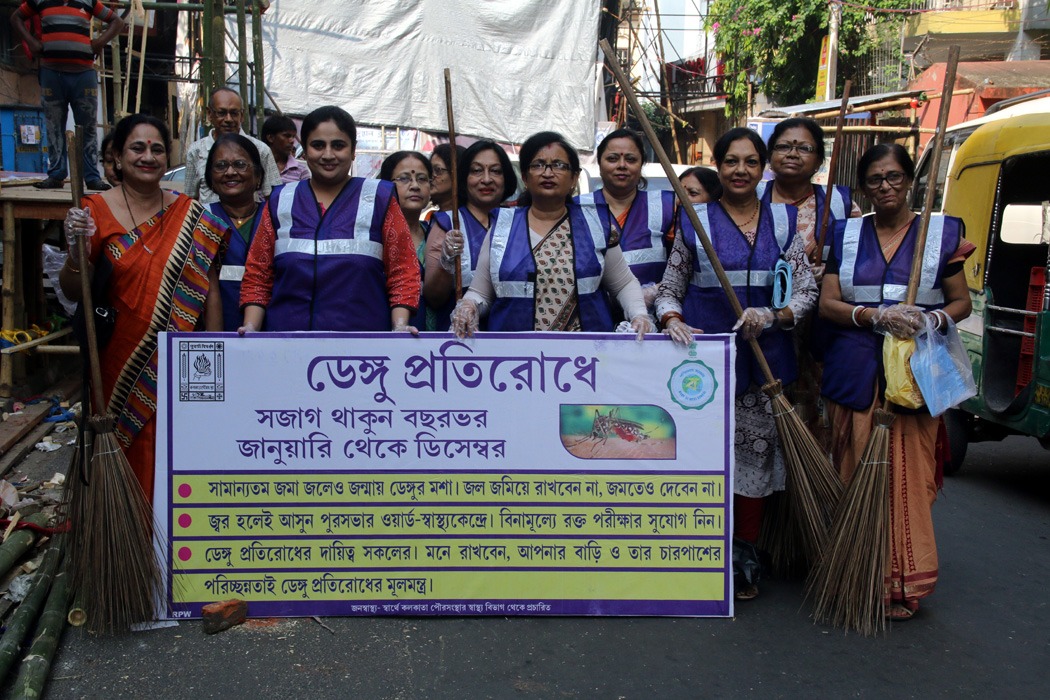 ডেঙ্গু প্রতিরোধে
সজাগ থাকুন বছরভর
জানুয়ারি থেকে ডিসেম্বর
সামান্যতম জমা জলেও জন্মায় ডেঙ্গুর মশা। জল জমিয়ে রাখবেন না, জমতেও দেবেন না।
জ্বর হলেই আসুন পুরসভার ওয়ার্ড-স্বাস্থ্যকেন্দ্রে। বিনামূল্যে রক্ত পরীক্ষার সুযোগ নিন।
ডেঙ্গু প্রতিরোধের দায়িত্ব সকলের। মনে রাখবেন, আপনার বাড়ি ও তার চারপাশের
পরিচ্ছন্নতাই ডেঙ্গু প্রতিরোধের মূলমন্ত্র।
জনস্বাস্থ্য- স্বার্থে কলকাতা পৌরসংস্থার স্বাস্থ্য বিভাগ থেকে প্রচারিত
RPW